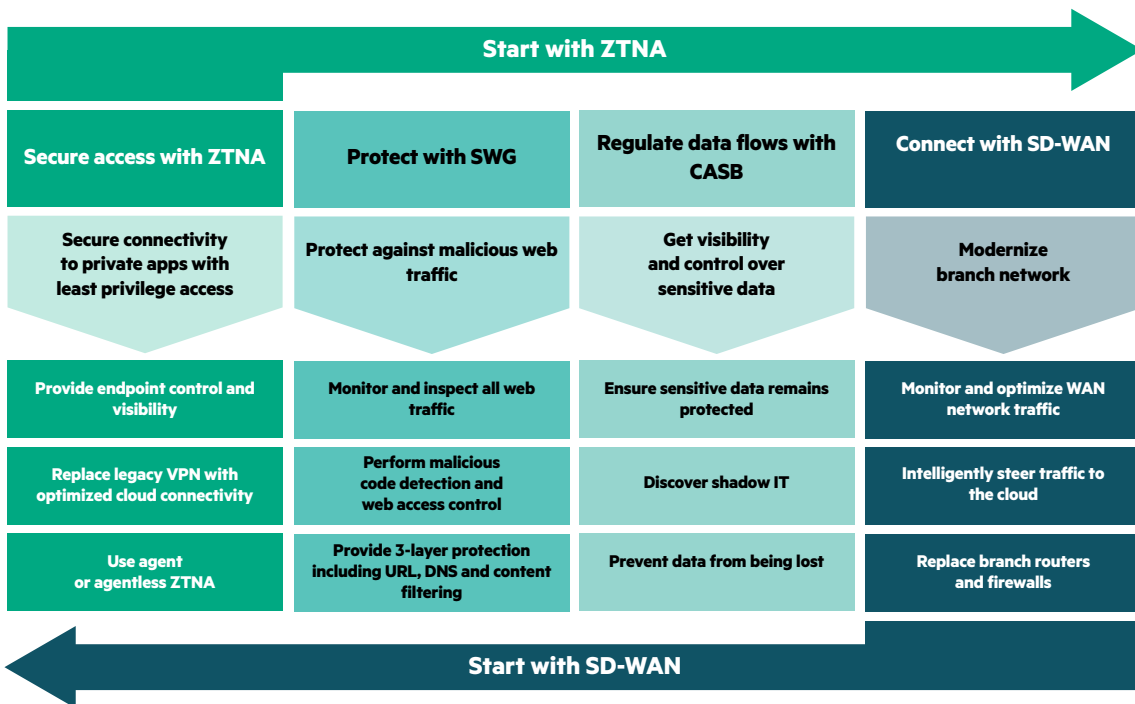 Start with ZTNA
Secure access with ZTNA
Protect with SWG
Regulate data flows with
CASB
Connect with SD-WAN
Secure connectivity
to private apps with
least privilege access
Protect against malicious web
traffic
Get visibility
and control over
sensitive data
Modernize
branch network
Provide endpoint control and
visibility
Monitor and inspect all web
traffic
Ensure sensitive data remains
protected
Monitor and optimize WAN
network traffic
Replace legacy VPN with
optimized cloud connectivity
Perform malicious
code detection and
web access control
Discover shadow IT
Intelligently steer traffic to
the cloud
Use agent
or agentless ZTNA
Provide 3-layer protection
including URL, DNS and content
filtering
Prevent data from being lost
Replace branch routers
and firewalls
Start with SD-WAN